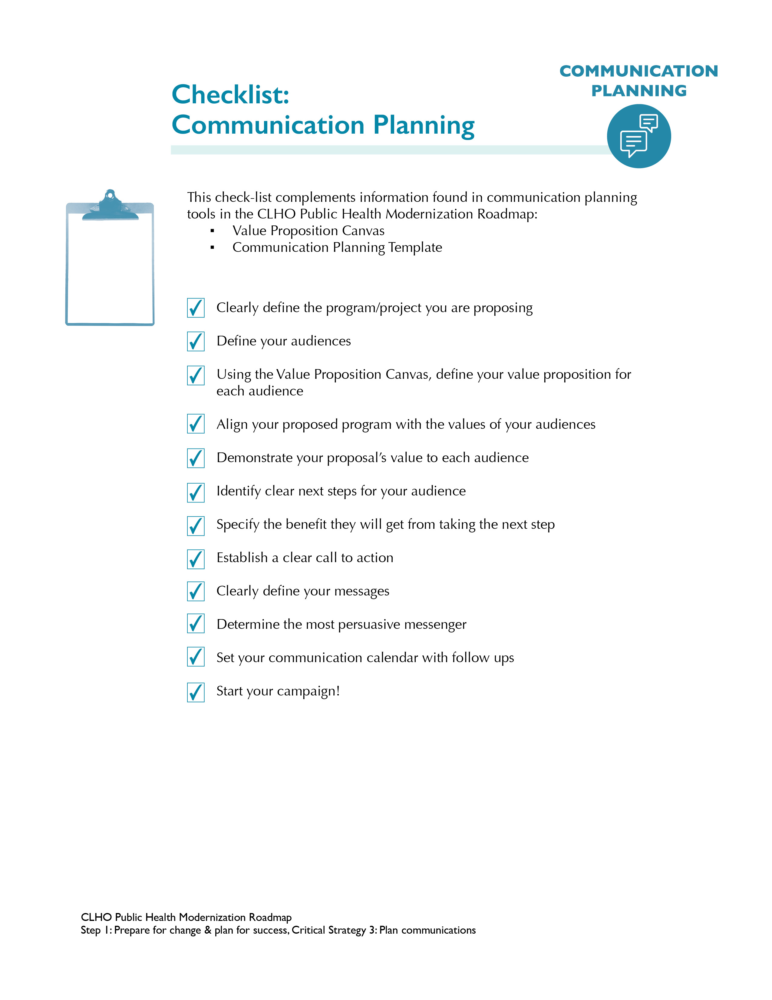 COMMUNICATION
PLANNING
Checklist:
Communication Planning
This check-list complements information found in communication planning
tools in the CLHO Public Health Modernization Roadmap:
▪ Value Proposition Canvas
▪ Communication Planning Template
Clearly define the program/project you are proposing
Define your audiences
Using the Value Proposition Canvas, define your value proposition for
each audience
Align your proposed program with the values of your audiences
Demonstrate your proposal’s value to each audience
Identify clear next steps for your audience
Specify the benefit they will get from taking the next step
Establish a clear call to action
Clearly define your messages
Determine the most persuasive messenger
Set your communication calendar with follow ups
Start your campaign!
CLHO Public Health Modernization Roadmap
Step 1: Prepare for change & plan for success, Critical Strategy 3: Plan communications